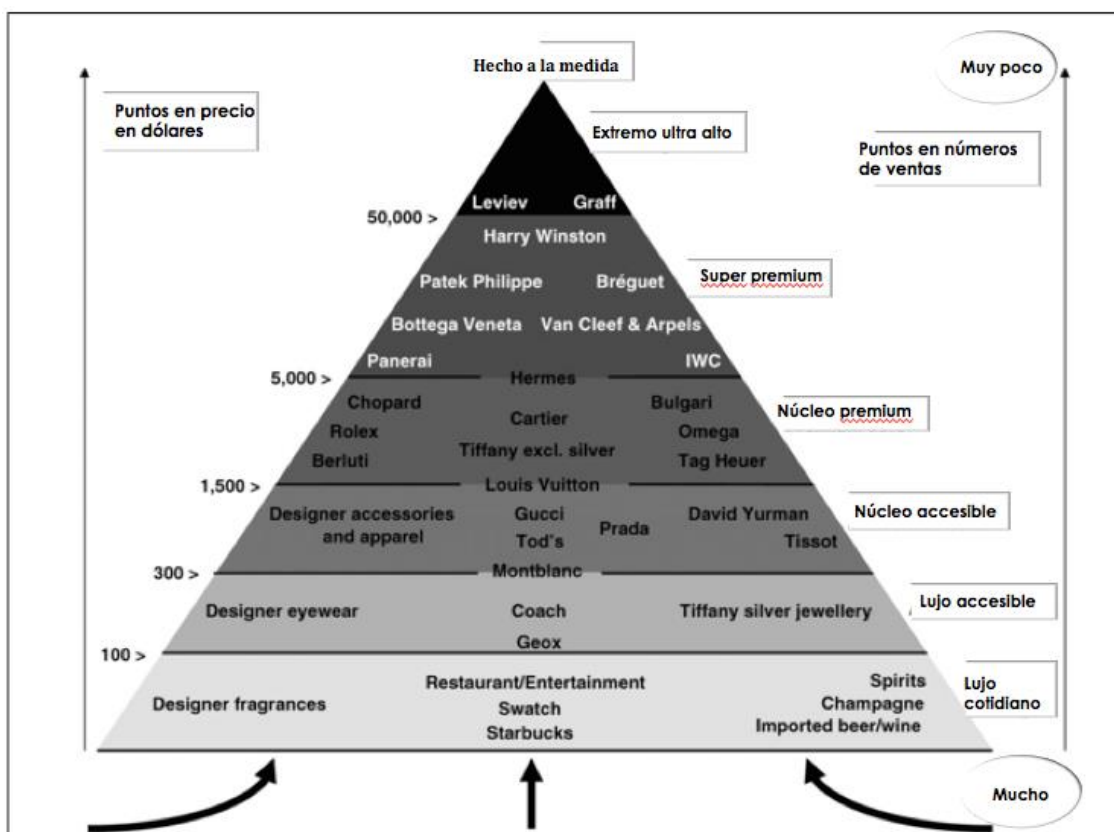 Hecho a la medida
Muy poco
Puntos en precio
en dólares
Extremo ultra alto
Puntos en números
de ventas
Leviev Graff
50,000 >
Harry Winston
Patek Philippe Bréguet
Super premium
Bottega Veneta Van Cleef & Arpels
Panerai IWC
5,000 >
Hermes
Chopard Bulgari
Cartier
Núcleo premium
Rolex Omega
Tiffany excl. silver
Berluti Tag Heuer
1,500 >
Louis Vuitton
Designer accessories
and apparel
Gucci
Tod's
Prada
David Yurman
Tissot
Núcleo accesible
300 >
Montblanc
Designer eyewear Coach Tiffany silver jewellery
Lujo accesible
Geox
100 >
Designer fragrances
Restaurant/Entertainment
Swatch
Starbucks
Spirits
Champagne
Imported beer/wine
Lujo
cotidiano
Mucho